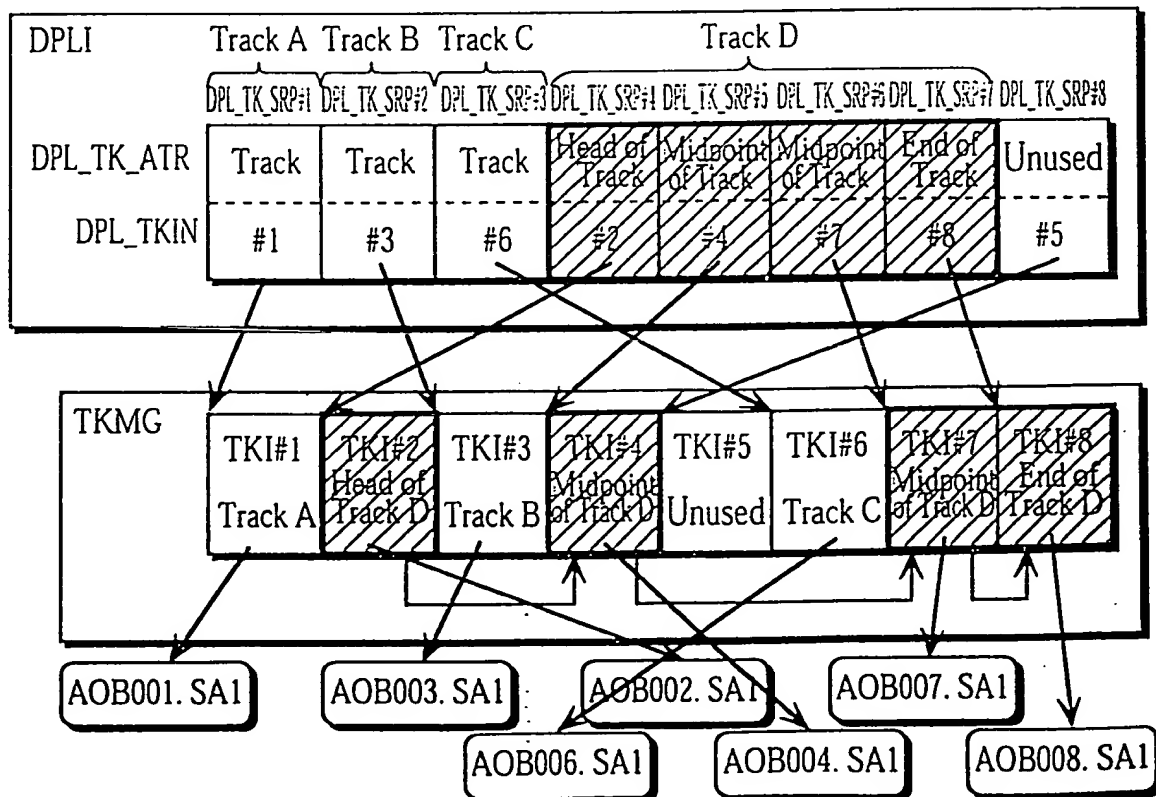 DPLI
Track A Track B Track C Track D
DPL_TK_SRP#1 DPL_TK_SRP#2 DPL_TK_SRP#3 DPL_TK_SRP#4 DPL_TK_SRP#5 DPL_TK_SRP#6 DPL_TK_SRP#7 DPL_TK_SRP#8
DPL_TK_ATR
Track
Track
Track
Head of
Track
Midpoint
of Track
Midpoint
of Track
End of
Track
Unused
DPL_TKIN
#1 #3 #6 #2 #4 #7 #8 #5
TKMG
TKI#1
Track A
TKI#2
Head of
Track D
TKI#3
Track B
TKI#4
Midpoint
of Track D
TKI#5
Unused
TKI#6
Track C
TKI#7
Midpoint
of Track D
TKI#8
End of
Track D
AOB001. SA1
AOB003. SA1
AOB002. SA1
AOB007. SA1
AOB006. SA1
AOB004. SA1
AOB008. SA1